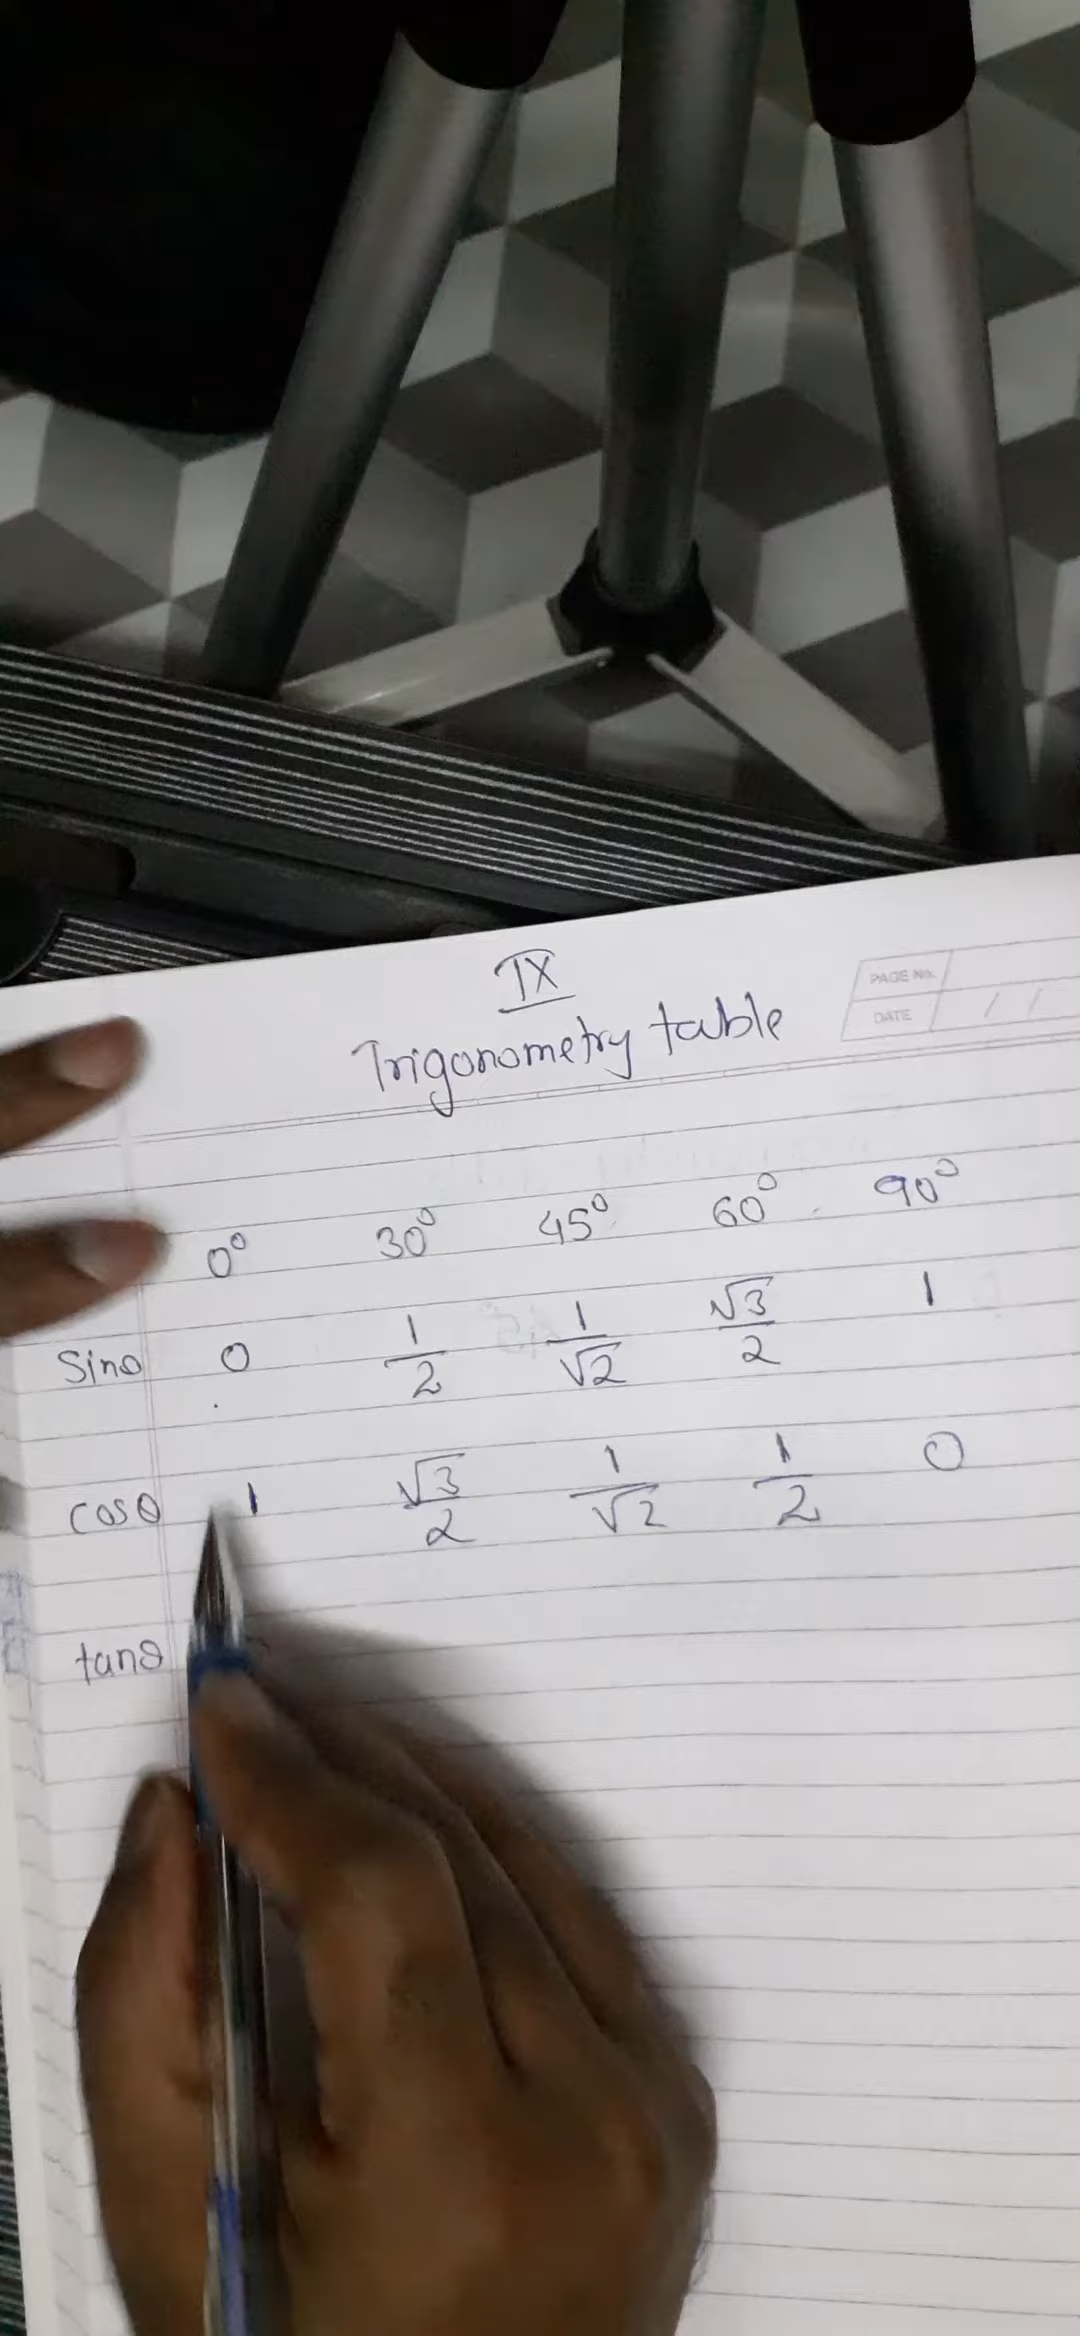 IX
Trigonometry table
PAGE No.
DATE / /
0° 30° 45° 60° 90°
Sinθ 0 1/2 1/√2 √3/2 1
cosθ 1 √3/2 1/√2 1/2 0
tanθ